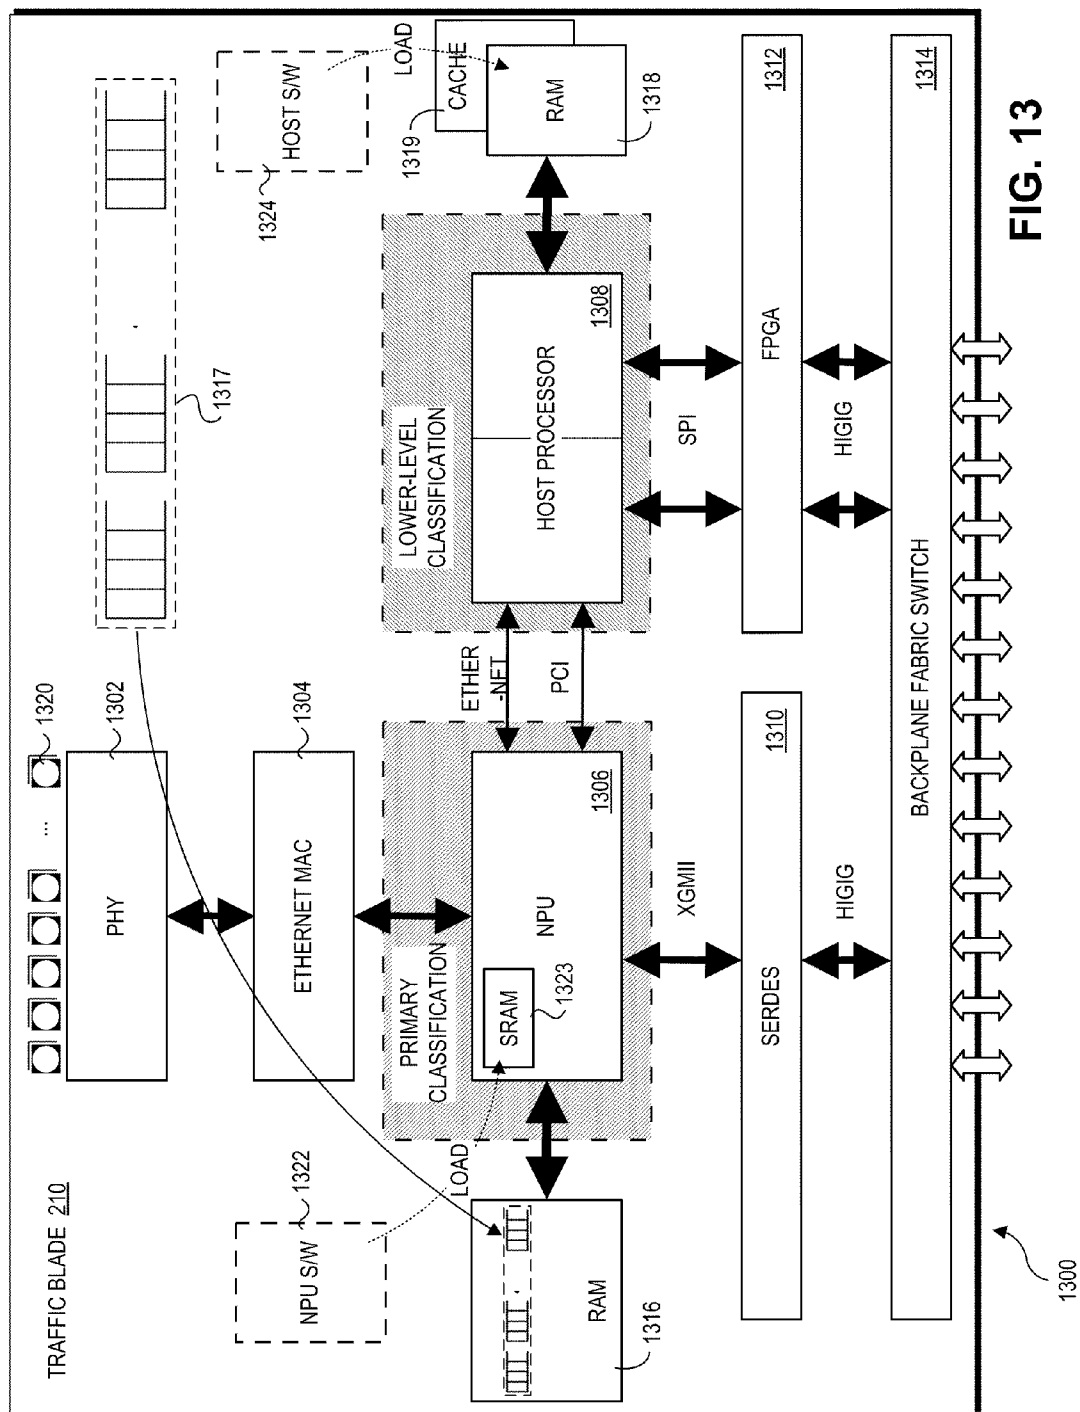 TRAFFIC BLADE 210
1320
...
PHY
1302
ETHERNET MAC
1304
1317
NPU S/W
1322
LOAD
HOST S/W
1324
LOAD
PRIMARY
CLASSIFICATION
NPU
1306
SRAM
1323
RAM
1316
ETHER
-NET
PCI
LOWER-LEVEL
CLASSIFICATION
HOST PROCESSOR
1308
CACHE
1319
RAM
1318
XGMII
SPI
SERDES
1310
FPGA
1312
HIGIG
HIGIG
BACKPLANE FABRIC SWITCH
1314
1300
FIG. 13